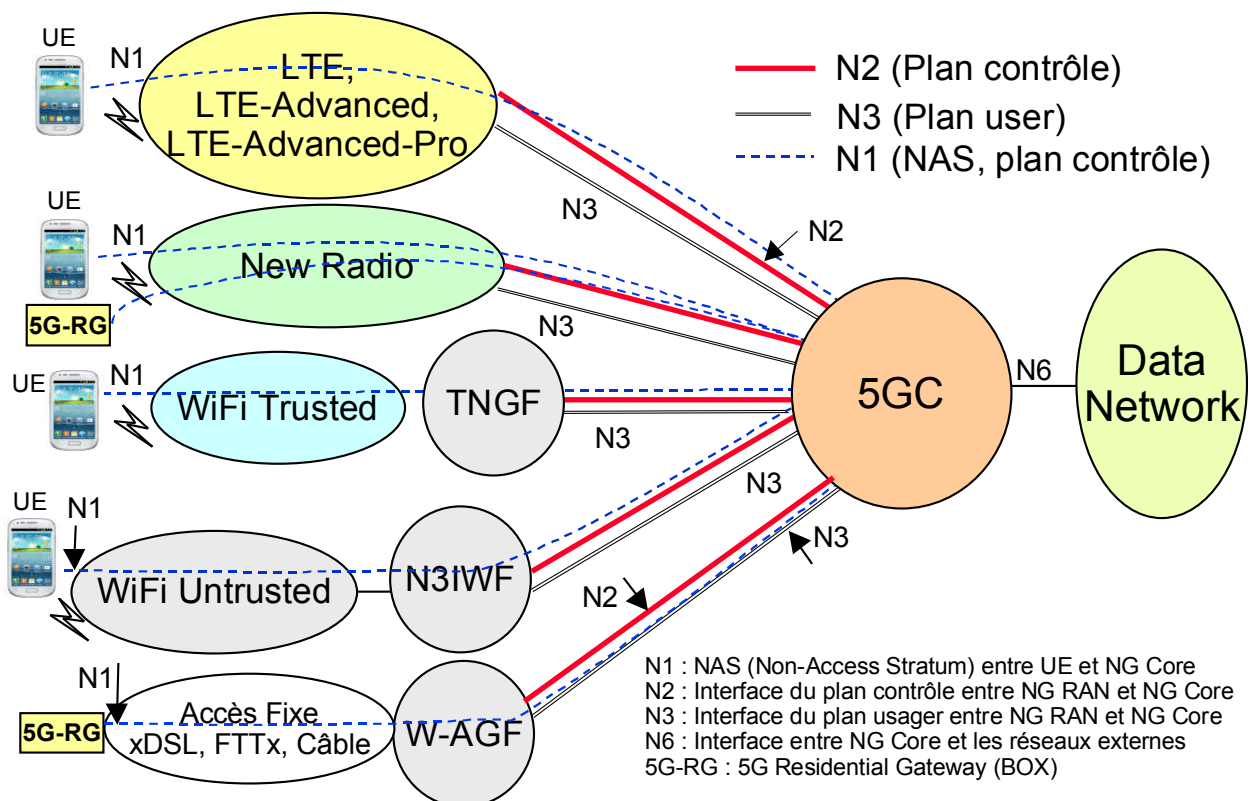 UE
N1
LTE,
LTE-Advanced,
LTE-Advanced-Pro
N2 (Plan contrôle)
N3 (Plan user)
N1 (NAS, plan contrôle)
N3
N2
UE
N1
New Radio
5G-RG
N3
UE
N1
WiFi Trusted
TNGF
N3
5GC
N6
Data
Network
UE
N1
WiFi Untrusted
N3IWF
N3
N2
N3
N1
5G-RG
Accès Fixe
xDSL, FTTx, Câble
W-AGF
N1 : NAS (Non-Access Stratum) entre UE et NG Core
N2 : Interface du plan contrôle entre NG RAN et NG Core
N3 : Interface du plan usager entre NG RAN et NG Core
N6 : Interface entre NG Core et les réseaux externes
5G-RG : 5G Residential Gateway (BOX)